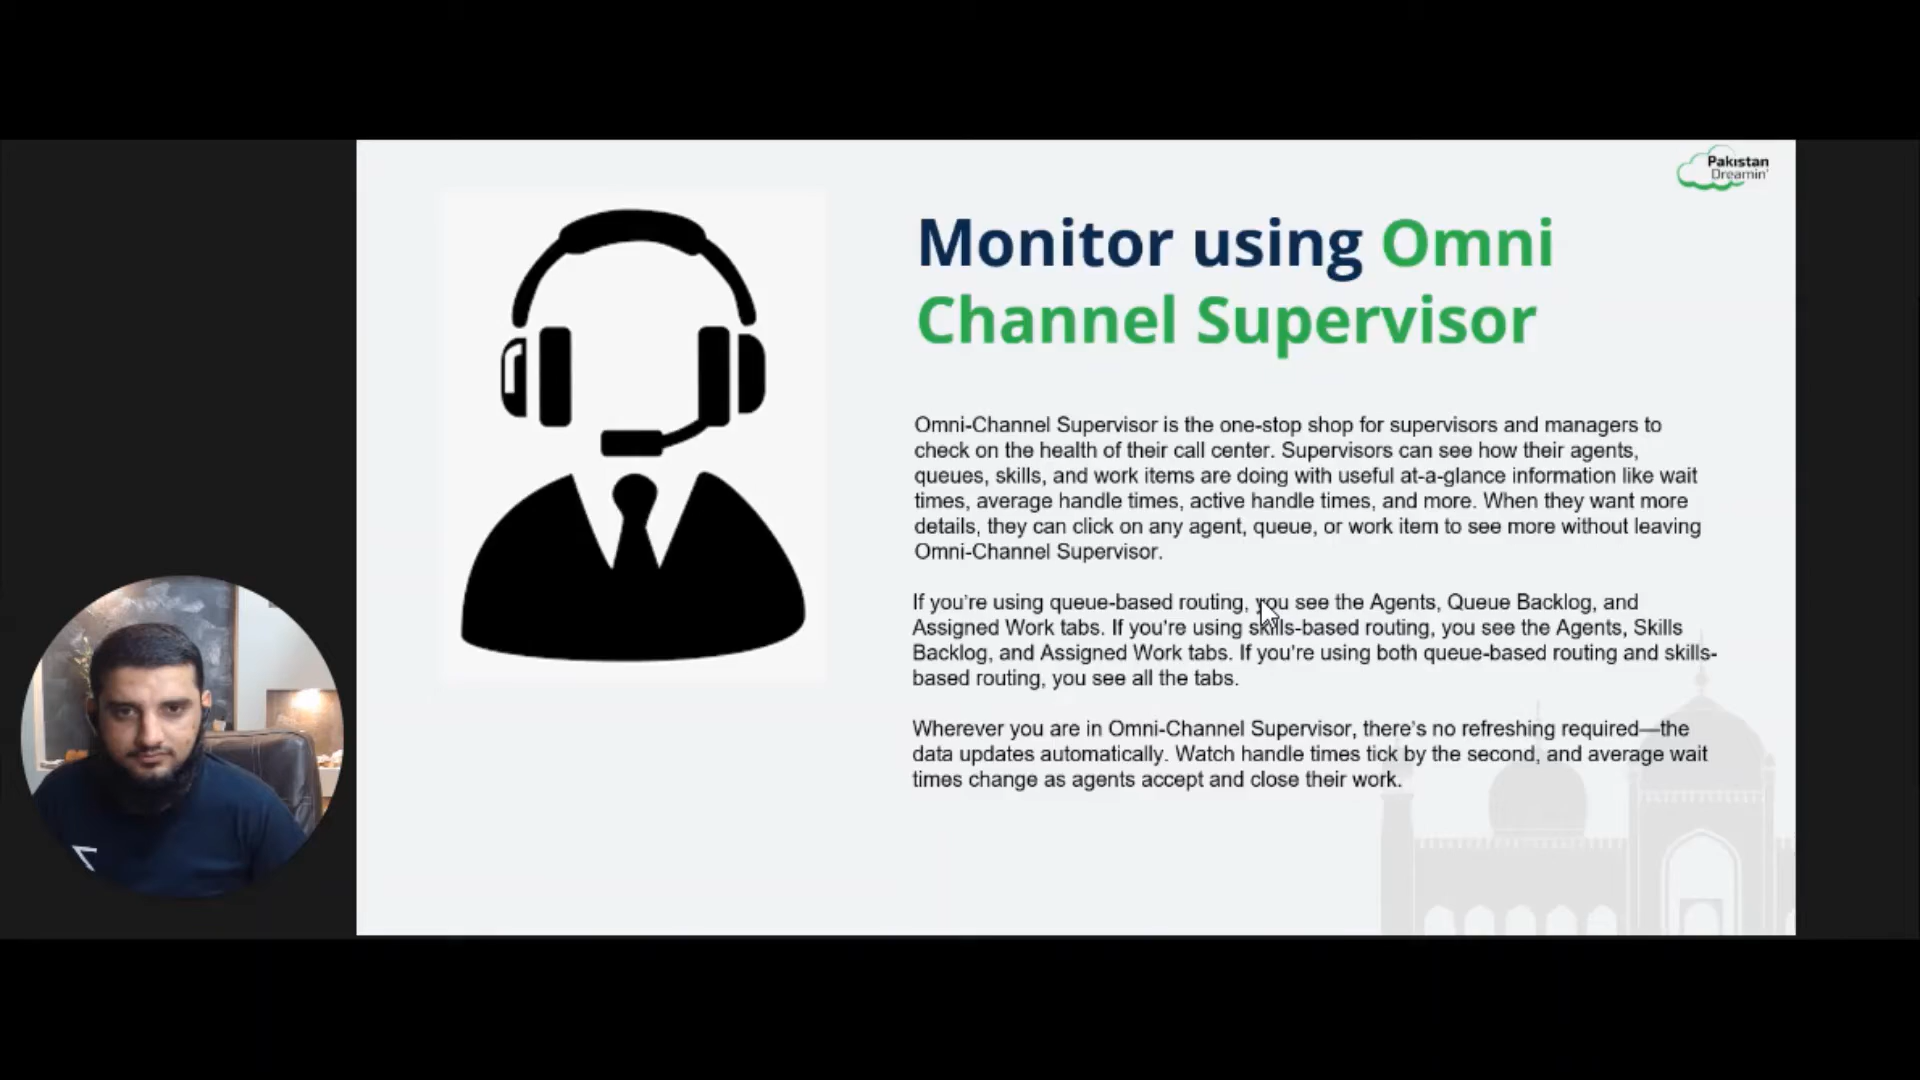 Pakistan
Dreamin'
Monitor using Omni
Channel Supervisor
Omni-Channel Supervisor is the one-stop shop for supervisors and managers to
check on the health of their call center. Supervisors can see how their agents,
queues, skills, and work items are doing with useful at-a-glance information like wait
times, average handle times, active handle times, and more. When they want more
details, they can click on any agent, queue, or work item to see more without leaving
Omni-Channel Supervisor.
If you're using queue-based routing, you see the Agents, Queue Backlog, and
Assigned Work tabs. If you're using skills-based routing, you see the Agents, Skills
Backlog, and Assigned Work tabs. If you're using both queue-based routing and skills-
based routing, you see all the tabs.
Wherever you are in Omni-Channel Supervisor, there's no refreshing required—the
data updates automatically. Watch handle times tick by the second, and average wait
times change as agents accept and close their work.